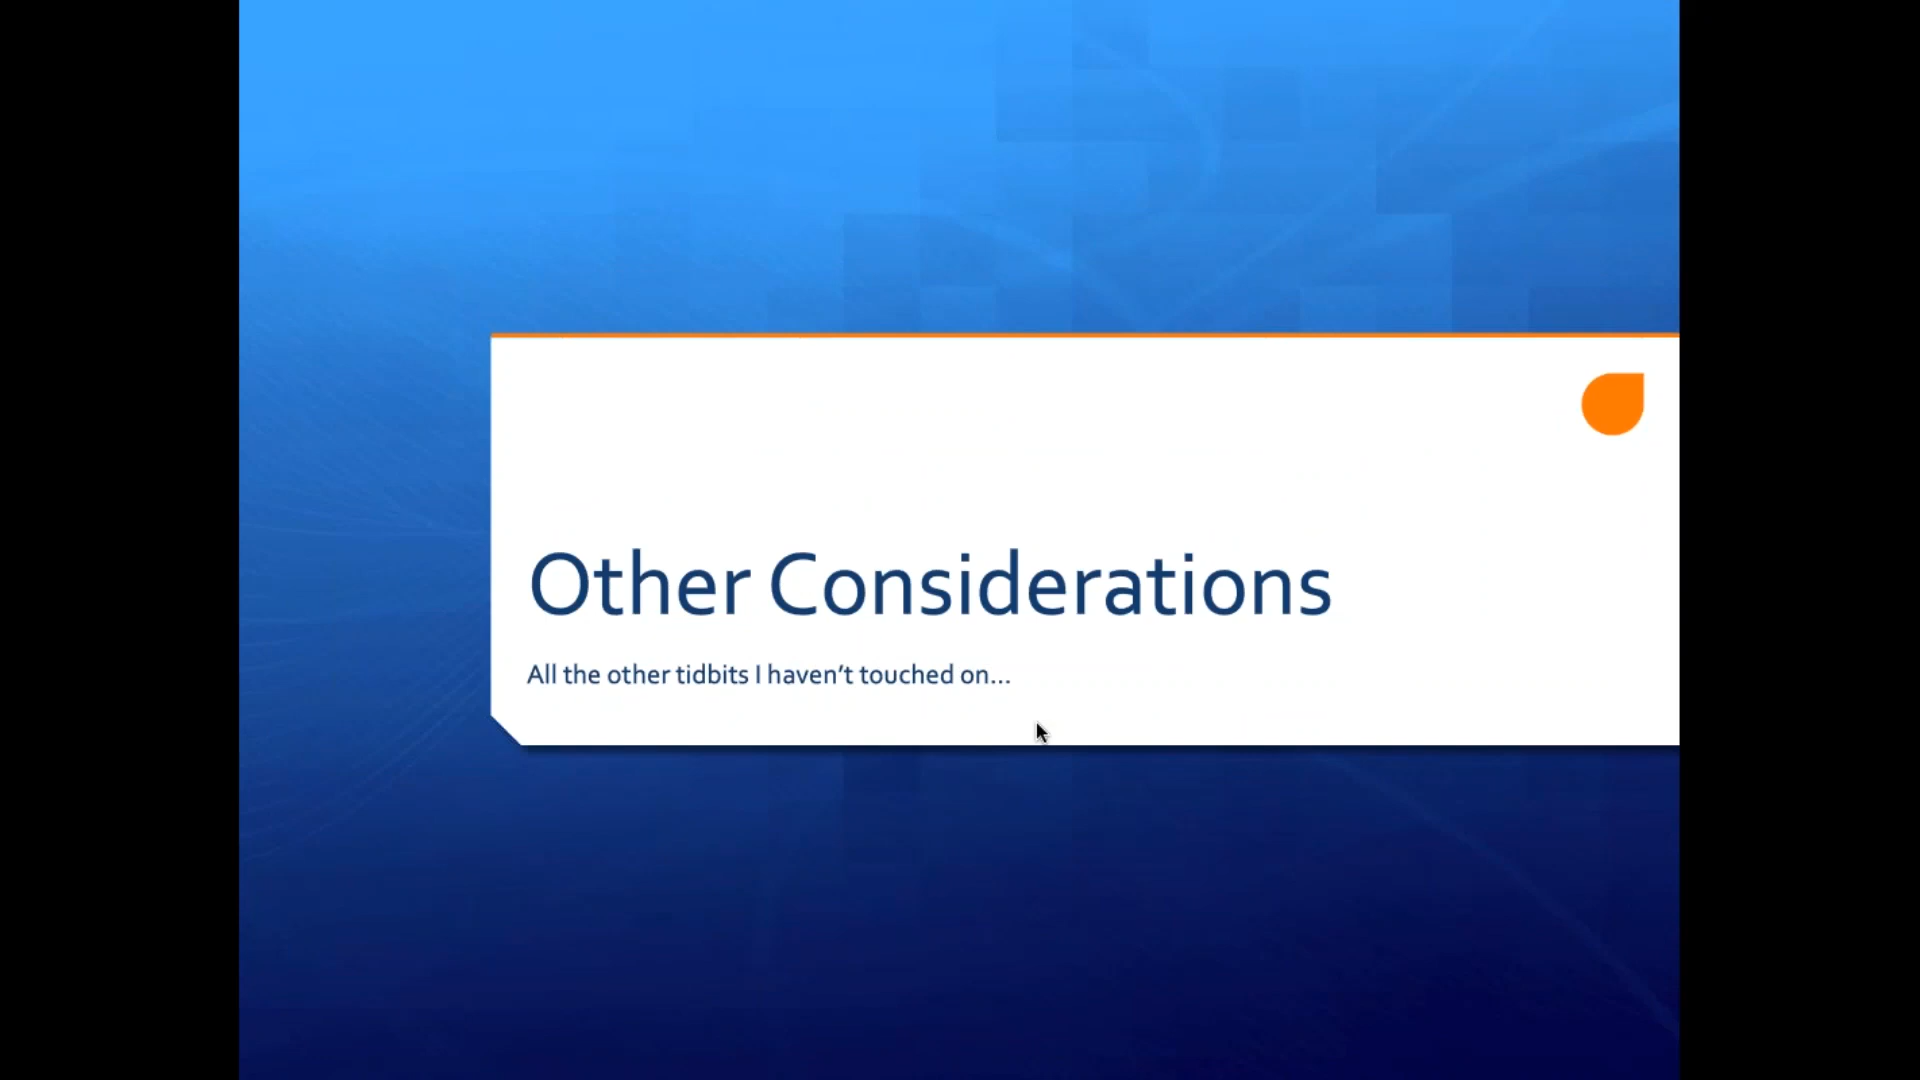 Other Considerations
All the other tidbits I haven’t touched on…